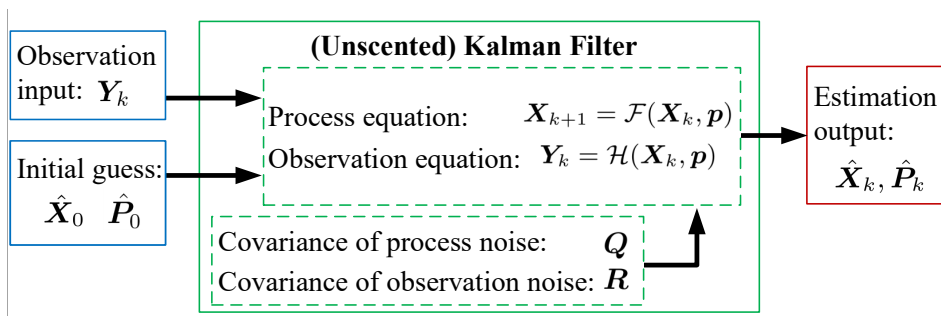 (Unscented) Kalman Filter
Observation
input: Yₖ
Initial guess:
X̂₀ P̂₀
Process equation: Xₖ₊₁ = ℱ(Xₖ, p)
Observation equation: Yₖ = ℋ(Xₖ, p)
Covariance of process noise: Q
Covariance of observation noise: R
Estimation
output:
X̂ₖ, P̂ₖ